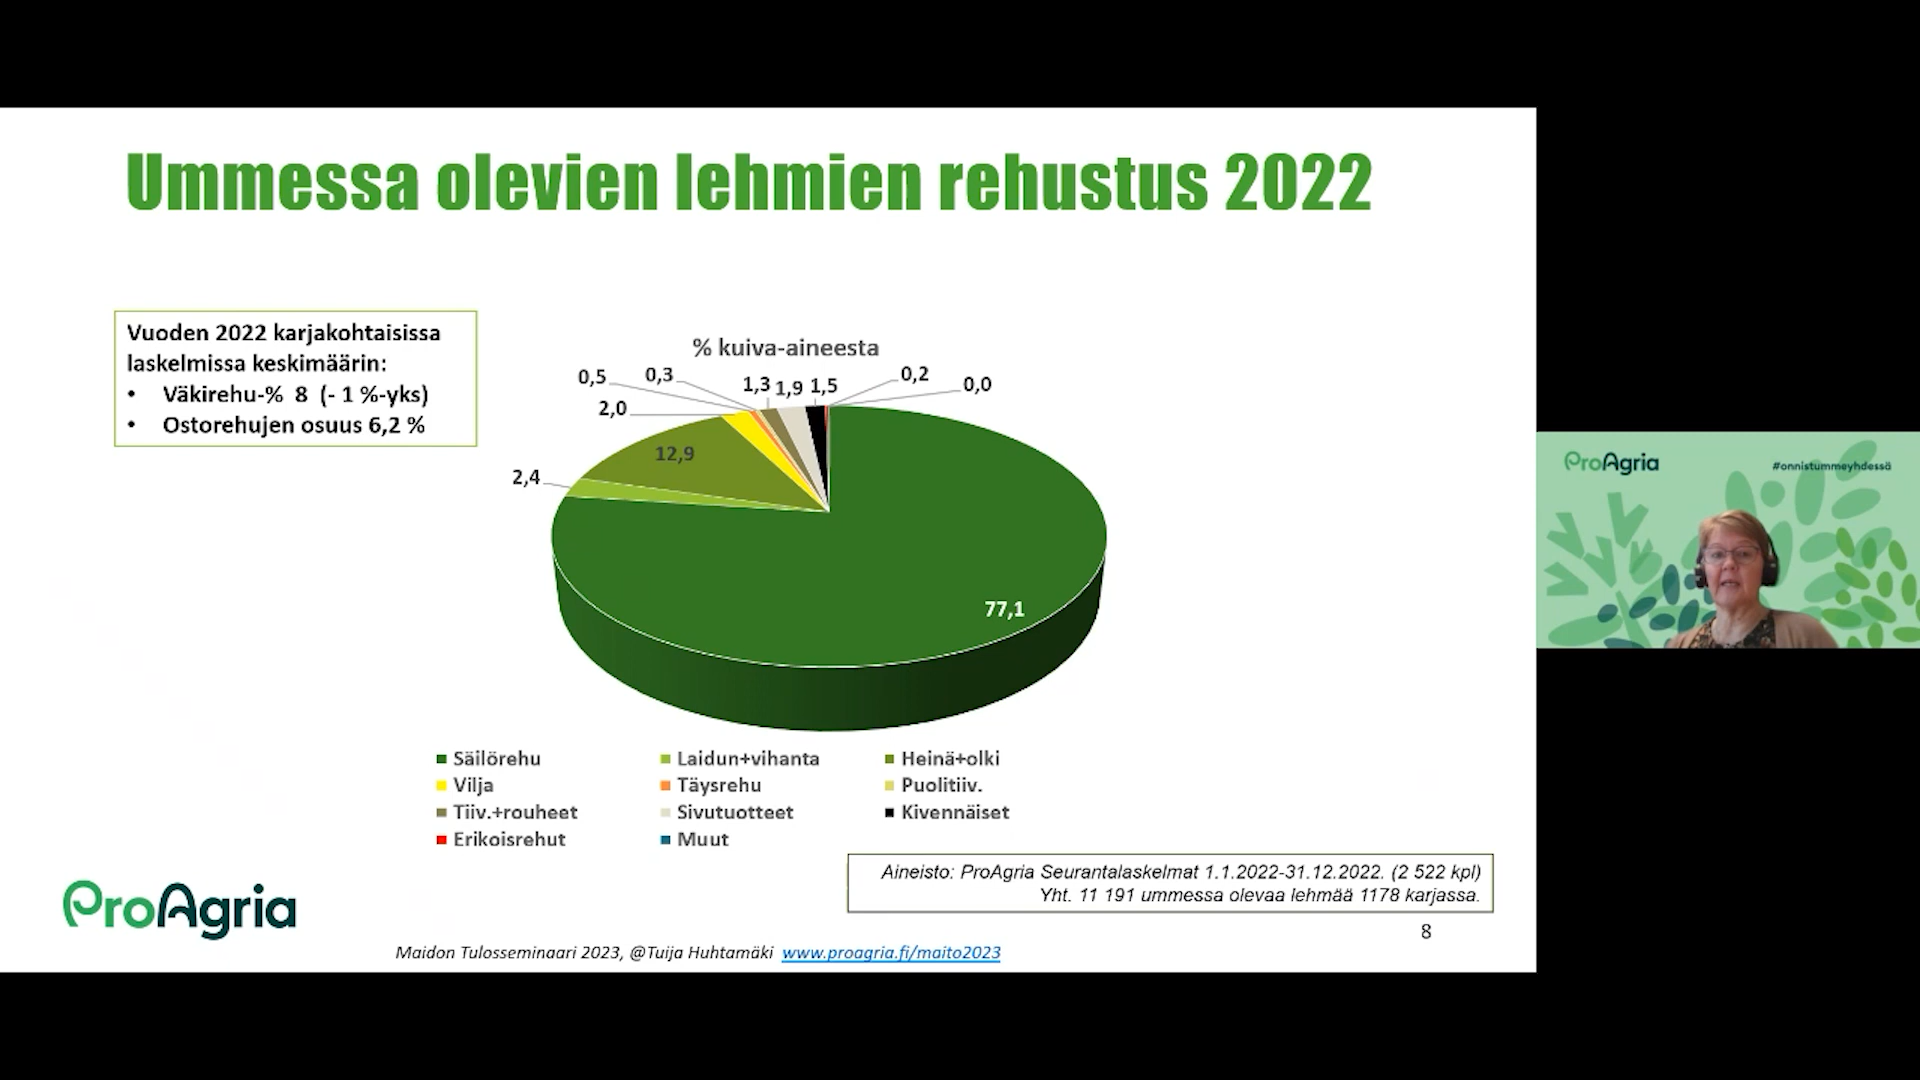 Ummessa olevien lehmien rehustus 2022
Vuoden 2022 karjakohtaisissa
laskelmissa keskimäärin:
• Väkirehu-% 8 (- 1 %-yks)
• Ostorehujen osuus 6,2 %
% kuiva-aineesta
0,5
0,3
1,3
1,9
1,5
0,2
0,0
2,0
12,9
2,4
77,1
Säilörehu
Laidun+vihanta
Heinä+olki
Vilja
Täysrehu
Puolitiiv.
Tiiv.+rouheet
Sivutuotteet
Kivennäiset
Erikoisrehut
Muut
Aineisto: ProAgria Seurantalaskelmat 1.1.2022-31.12.2022. (2 522 kpl)
Yht. 11 191 ummessa olevaa lehmää 1178 karjassa.
ProAgria
8
Maidon Tulosseminaari 2023, @Tuija Huhtamäki www.proagria.fi/maito2023
ProAgria
#onnistummeyhdessä